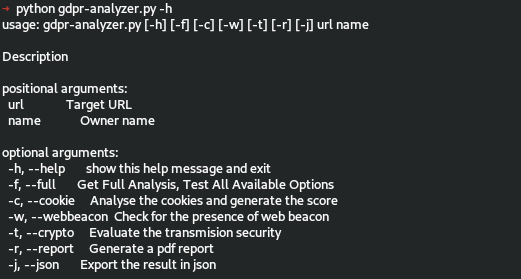 → python gdpr-analyzer.py -h
usage: gdpr-analyzer.py [-h] [-f] [-c] [-w] [-t] [-r] [-j] url name
Description
positional arguments:
url Target URL
name Owner name
optional arguments:
-h, --help show this help message and exit
-f, --full Get Full Analysis, Test All Available Options
-c, --cookie Analyse the cookies and generate the score
-w, --webbeacon Check for the presence of web beacon
-t, --crypto Evaluate the transmision security
-r, --report Generate a pdf report
-j, --json Export the result in json